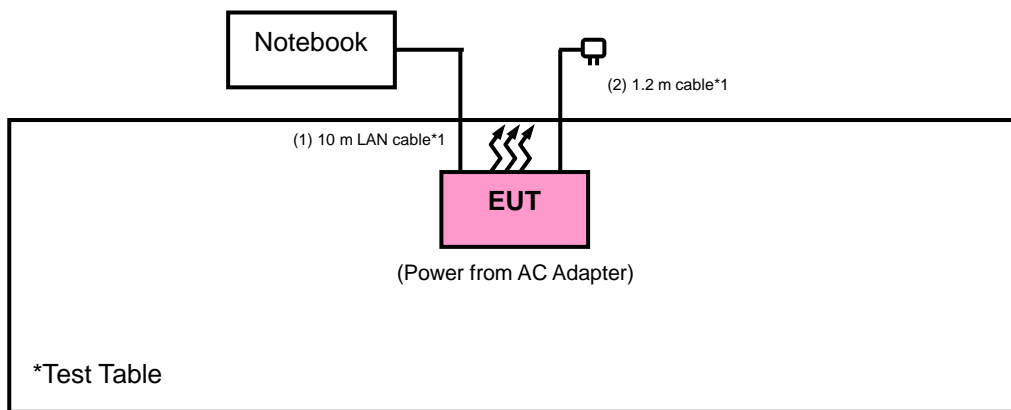 Notebook
(2) 1.2 m cable*1
(1) 10 m LAN cable*1
EUT
(Power from AC Adapter)
*Test Table